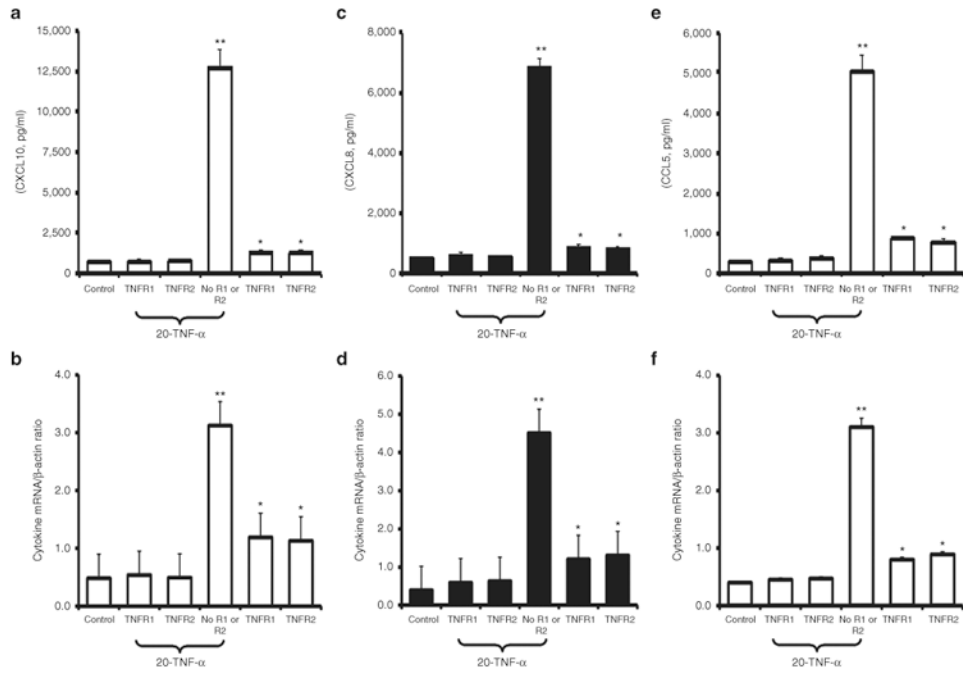 a
(CXCL10, pg/ml)
15,000
12,500
10,000
7,500
5,000
2,500
0
**
*
*
Control TNFR1 TNFR2 No R1 or TNFR1 TNFR2
R2
20-TNF-α
c
(CXCL8, pg/ml)
8,000
6,000
4,000
2,000
0
**
*
*
Control TNFR1 TNFR2 No R1 or TNFR1 TNFR2
R2
20-TNF-α
e
(CCL5, pg/ml)
6,000
5,000
4,000
3,000
2,000
1,000
0
**
*
*
Control TNFR1 TNFR2 No R1 or TNFR1 TNFR2
R2
20-TNF-α
b
Cytokine mRNA/β-actin ratio
4.0
3.0
2.0
1.0
0.0
**
*
*
Control TNFR1 TNFR2 No R1 or TNFR1 TNFR2
R2
20-TNF-α
d
Cytokine mRNA/β-actin ratio
6.0
5.0
4.0
3.0
2.0
1.0
0.0
**
*
*
Control TNFR1 TNFR2 No R1 or TNFR1 TNFR2
R2
20-TNF-α
f
Cytokine mRNA/β-actin ratio
4.0
3.0
2.0
1.0
0.0
**
*
*
Control TNFR1 TNFR2 No R1 or TNFR1 TNFR2
R2
20-TNF-α